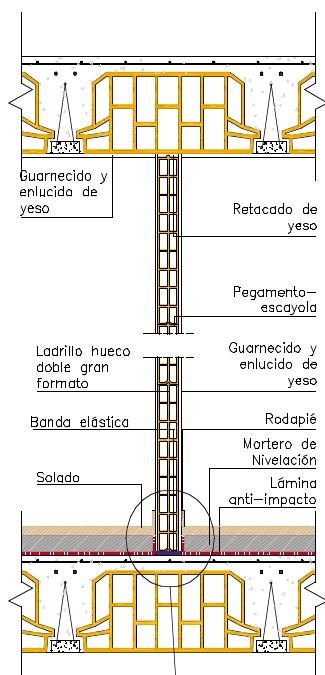 Guarnecido y
enlucido de
yeso
Retacado de
yeso
Pegamento-
escayola
Ladrillo hueco
doble gran
formato
Guarnecido y
enlucido de
yeso
Banda elástica
Rodapié
Mortero de
Nivelación
Solado
Lámina
anti-impacto